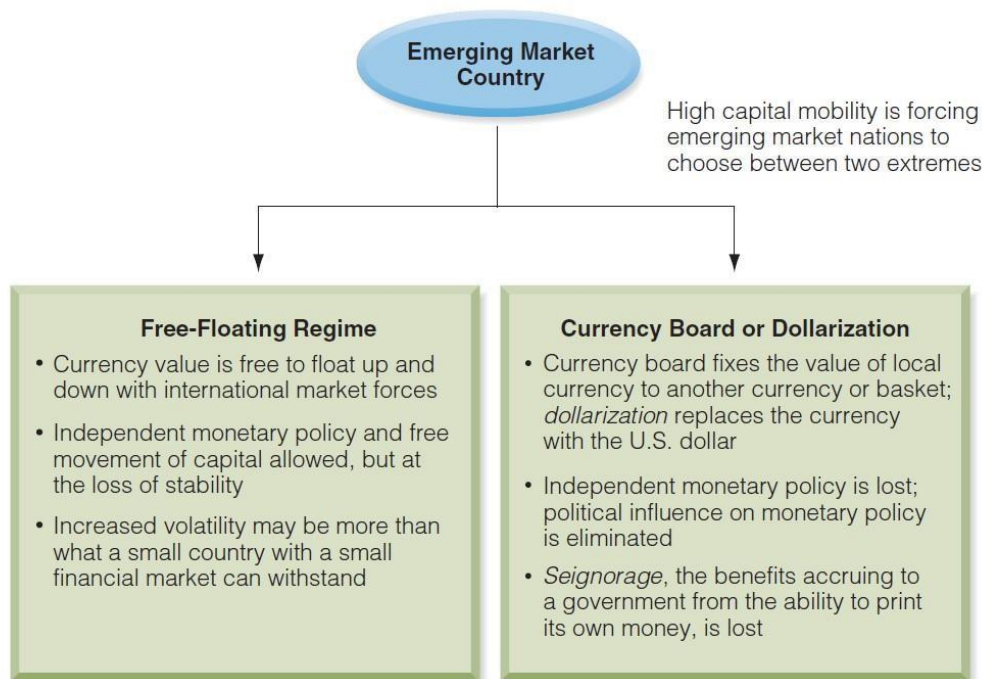 Emerging Market
Country
High capital mobility is forcing
emerging market nations to
choose between two extremes
Free-Floating Regime
• Currency value is free to float up and
down with international market forces
• Independent monetary policy and free
movement of capital allowed, but at
the loss of stability
• Increased volatility may be more than
what a small country with a small
financial market can withstand
Currency Board or Dollarization
• Currency board fixes the value of local
currency to another currency or basket;
dollarization replaces the currency
with the U.S. dollar
• Independent monetary policy is lost;
political influence on monetary policy
is eliminated
• Seignorage, the benefits accruing to
a government from the ability to print
its own money, is lost